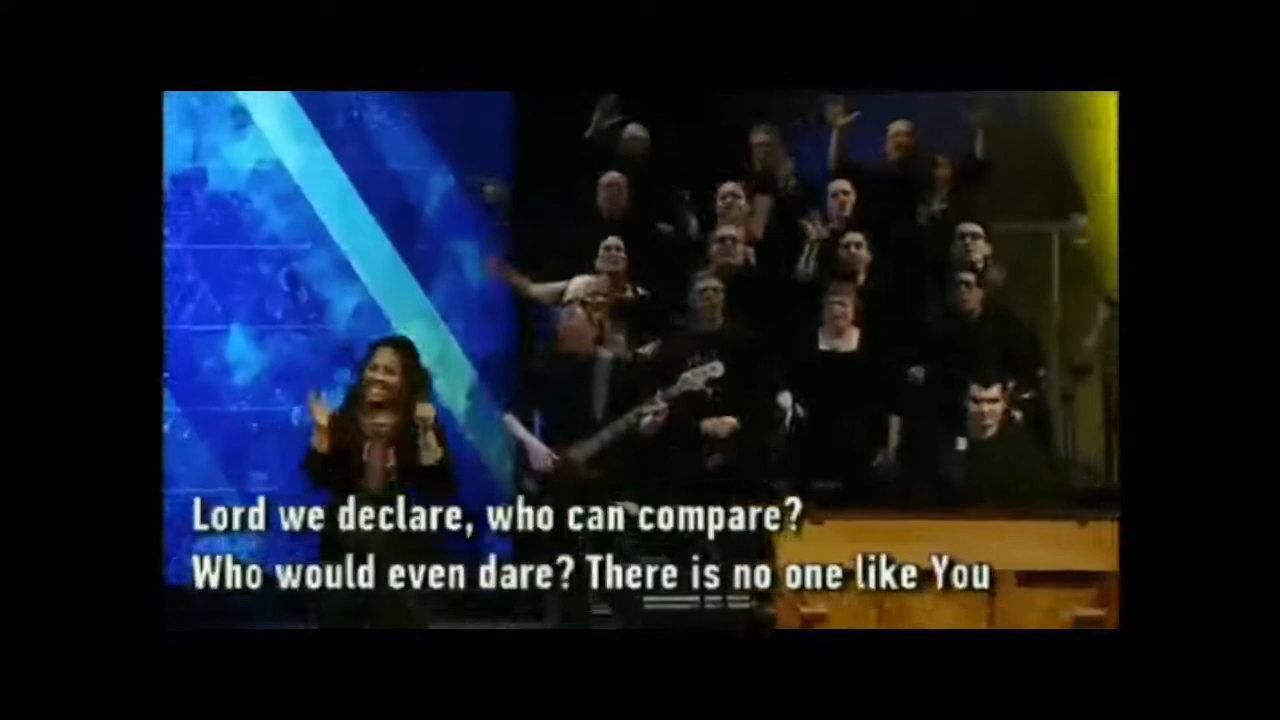 Lord we declare, who can compare?
Who would even dare? There is no one like You